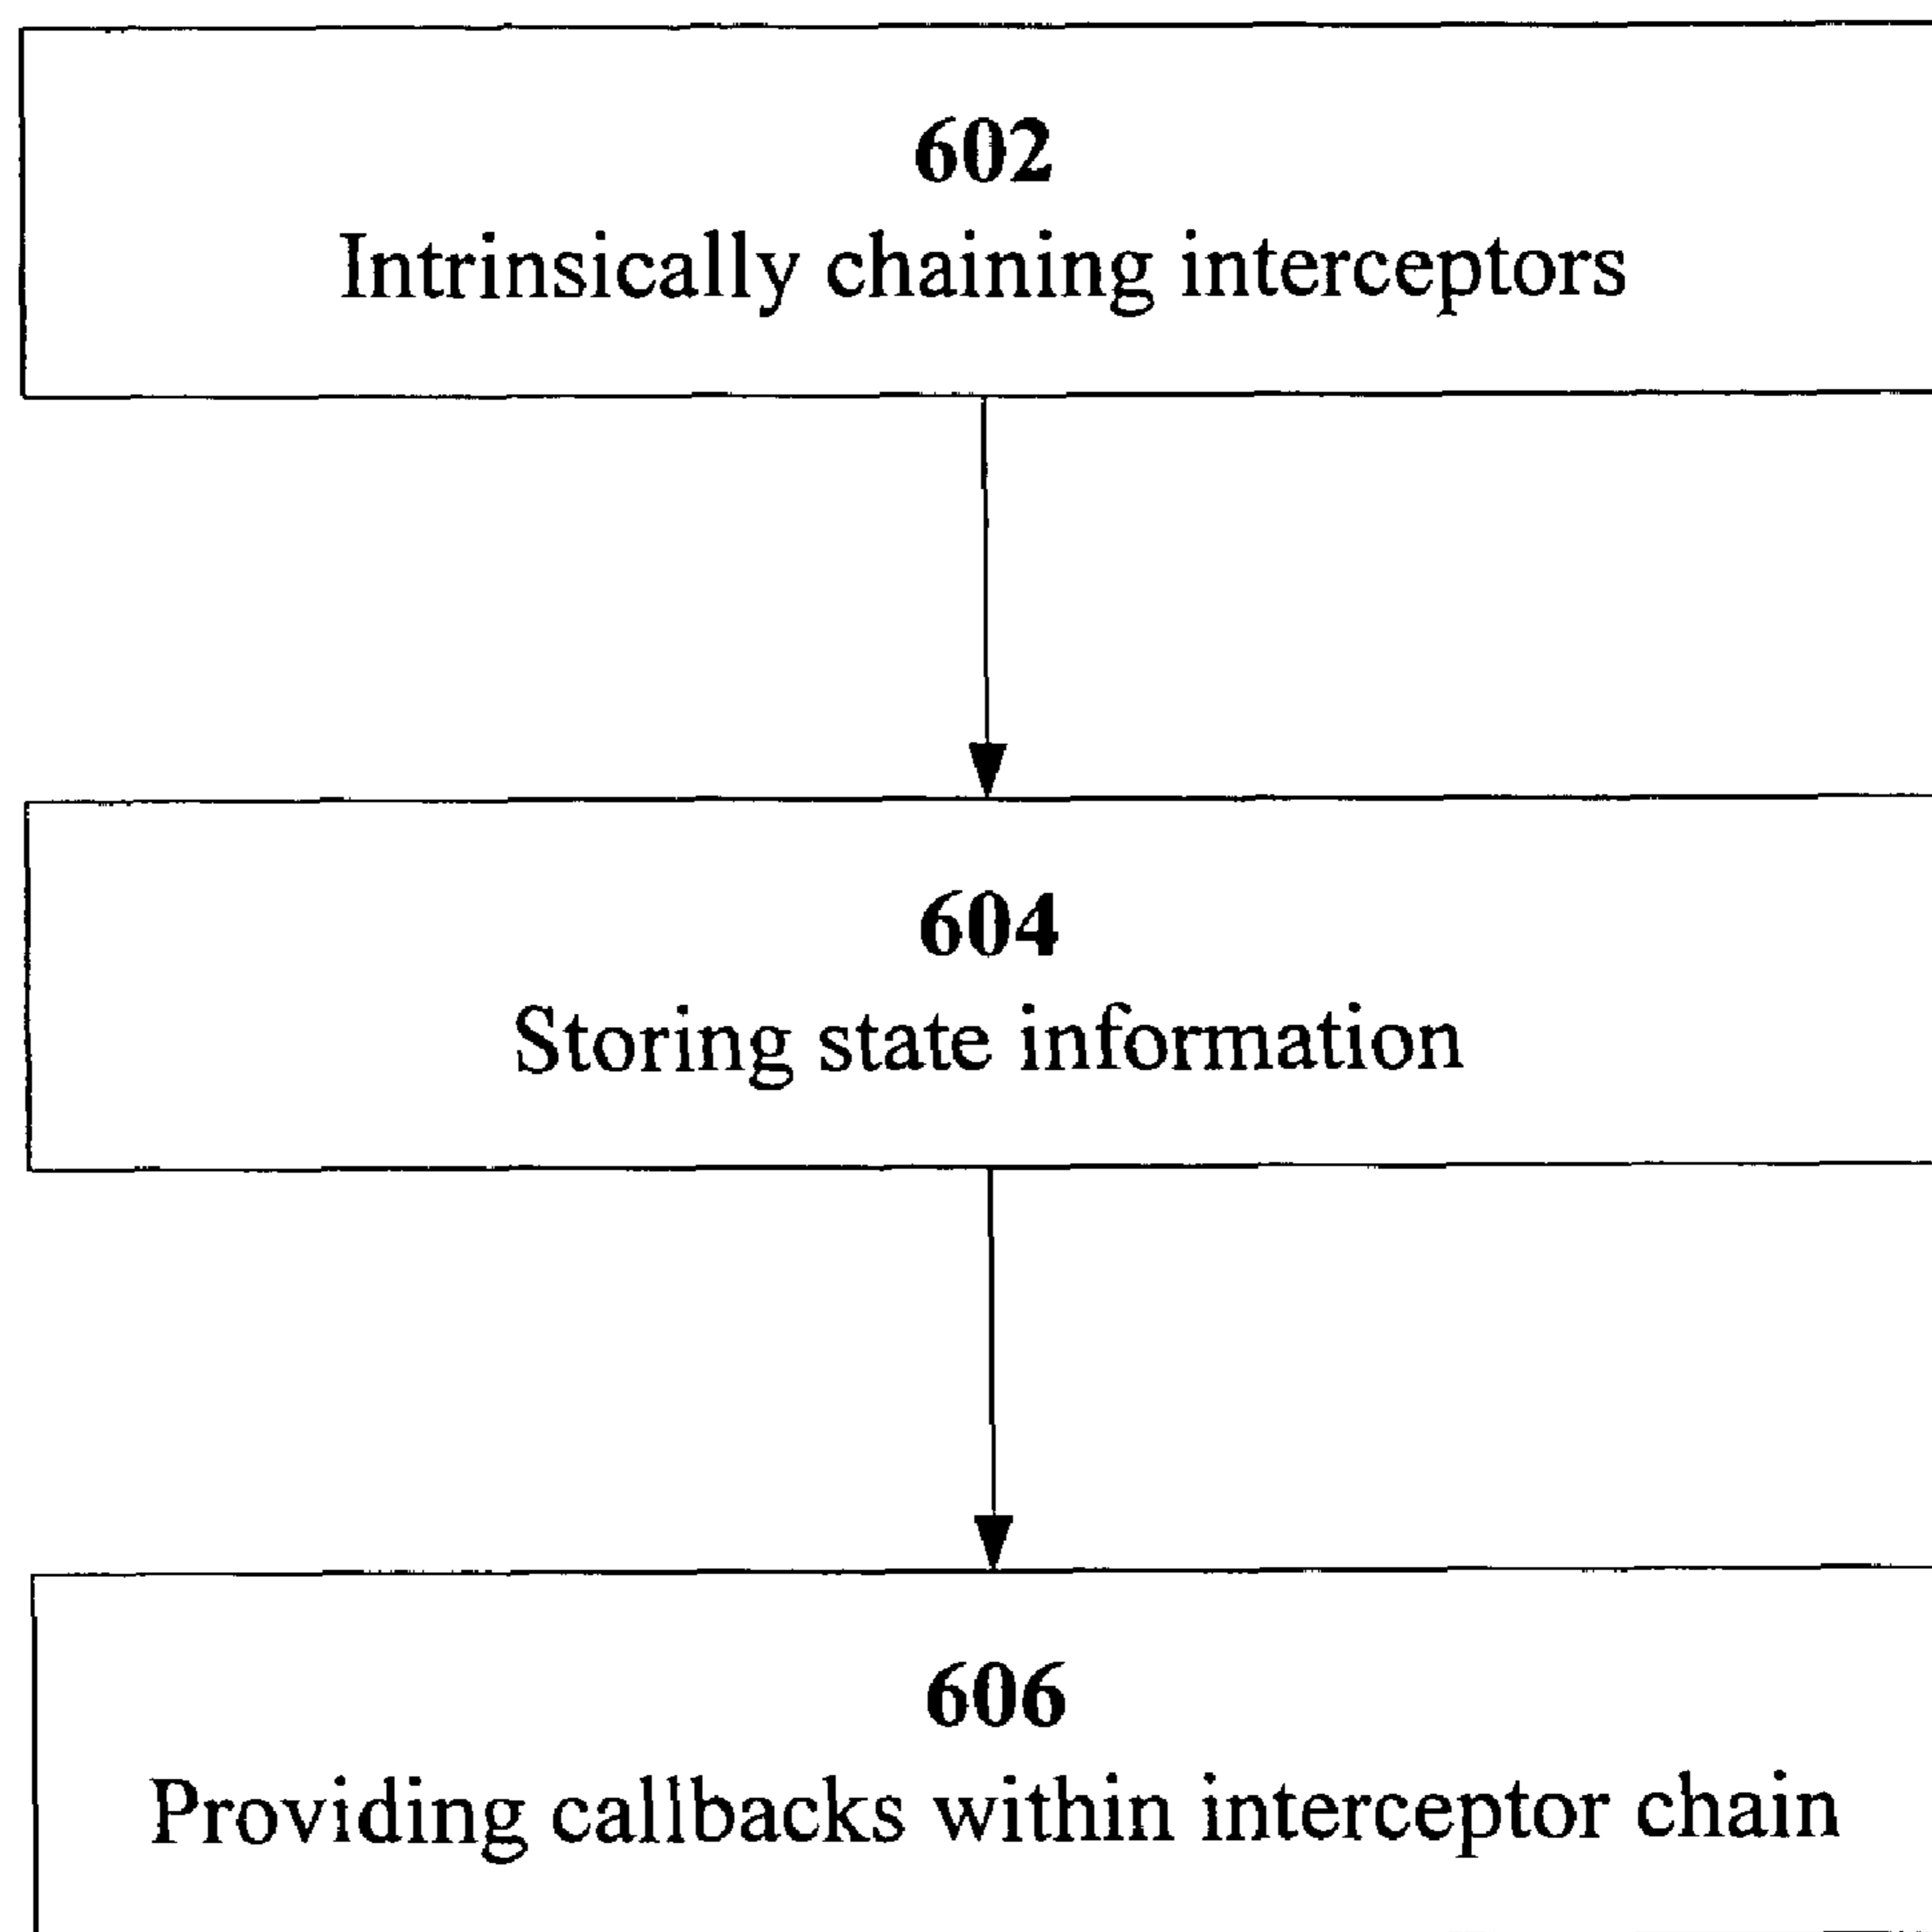 602
Intrinsically chaining interceptors
604
Storing state information
606
Providing callbacks within interceptor chain